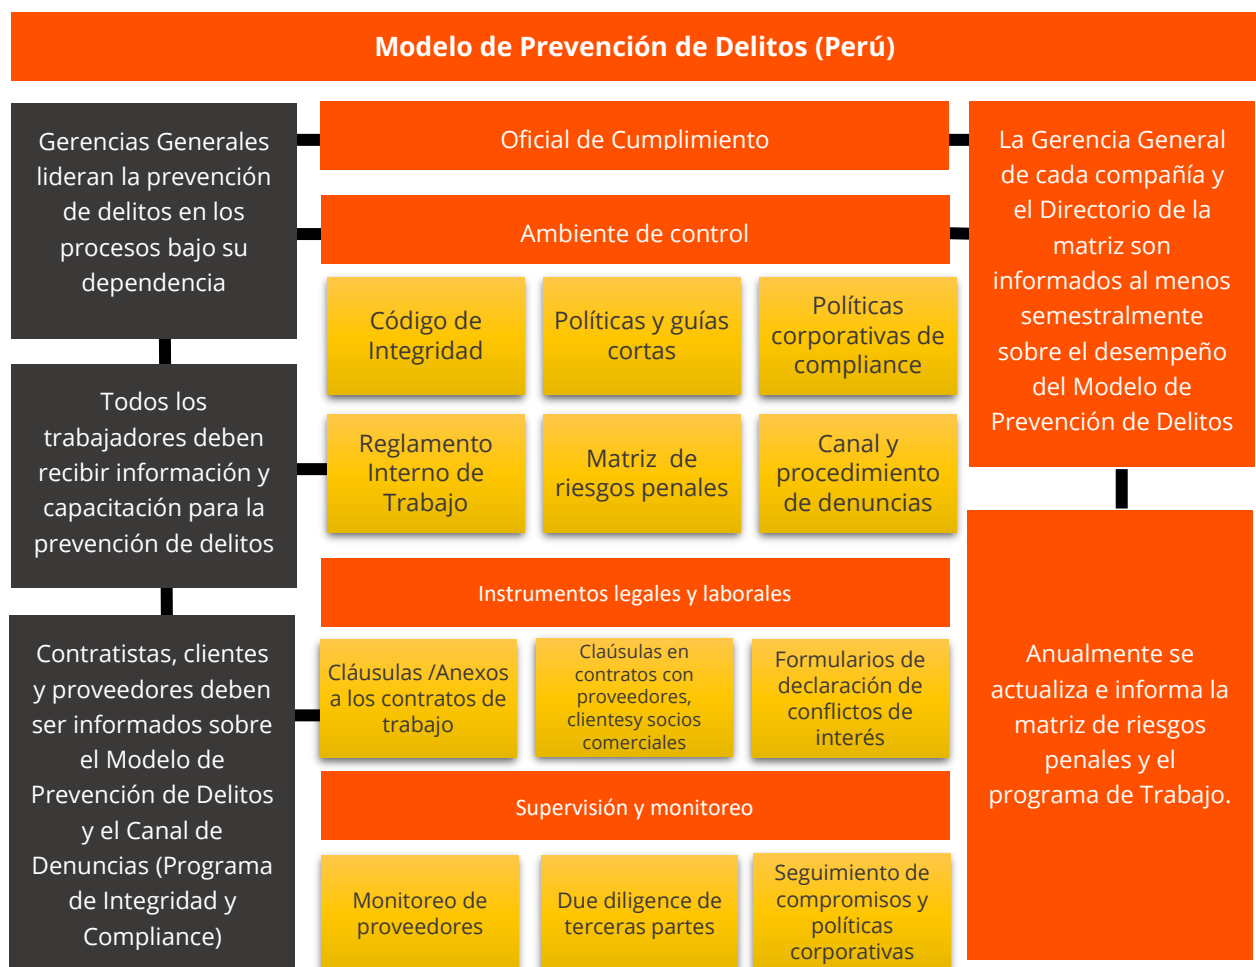 Modelo de Prevención de Delitos (Perú)
Gerencias Generales
lideran la prevención
de delitos en los
procesos bajo su
dependencia
Todos los
trabajadores deben
recibir información y
capacitación para la
prevención de delitos
Contratistas, clientes
y proveedores deben
ser informados sobre
el Modelo de
Prevención de Delitos
y el Canal de
Denuncias (Programa
de Integridad y
Compliance)
Oficial de Cumplimiento
Ambiente de control
Código de
Integridad
Políticas y guías
cortas
Políticas
corporativas de
compliance
Reglamento
Interno de
Trabajo
Matriz de
riesgos penales
Canal y
procedimiento
de denuncias
Instrumentos legales y laborales
Cláusulas /Anexos
a los contratos de
trabajo
Claúsulas en
contratos con
proveedores,
clientesy socios
comerciales
Formularios de
declaración de
conflictos de
interés
Supervisión y monitoreo
Monitoreo de
proveedores
Due diligence de
terceras partes
Seguimiento de
compromisos y
políticas
corporativas
La Gerencia General
de cada compañía y
el Directorio de la
matriz son
informados al menos
semestralmente
sobre el desempeño
del Modelo de
Prevención de Delitos
Anualmente se
actualiza e informa la
matriz de riesgos
penales y el
programa de Trabajo.